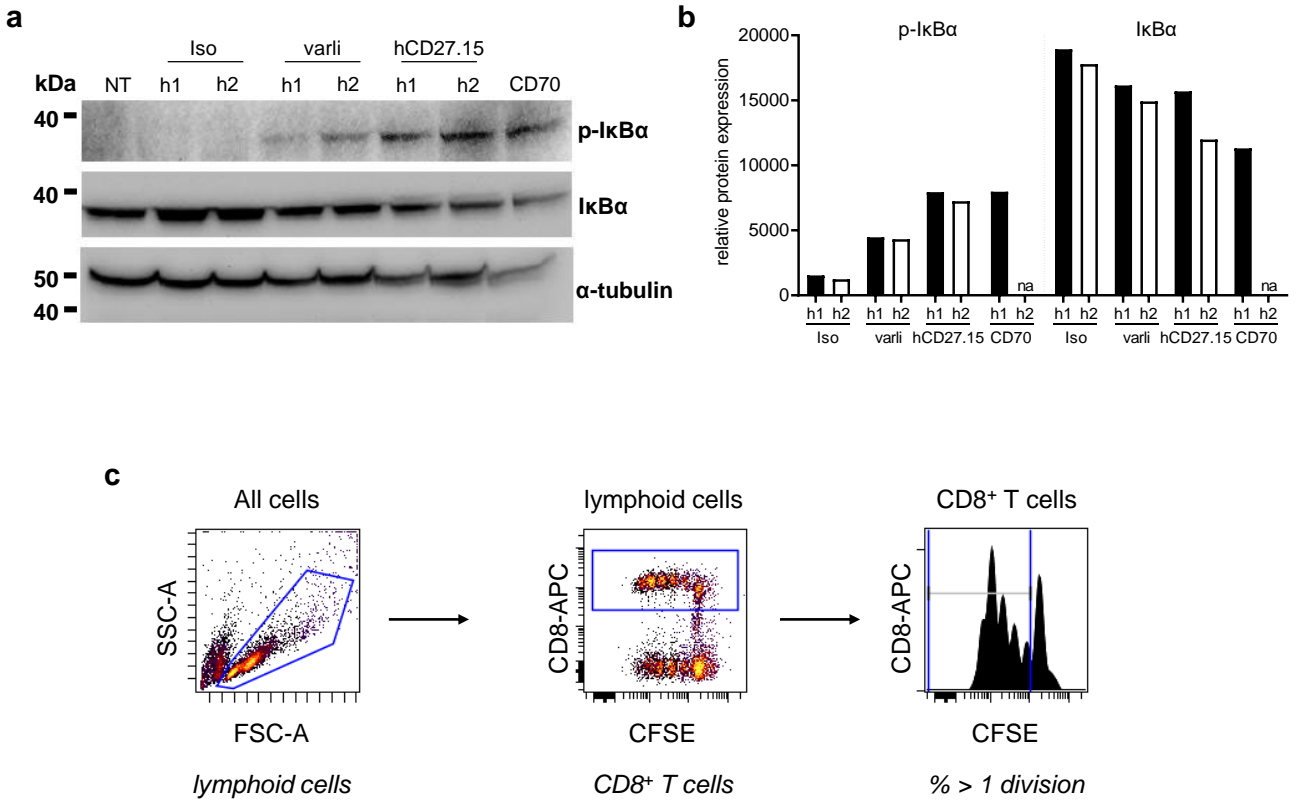 a
Iso varli hCD27.15
kDa NT h1 h2 h1 h2 h1 h2 CD70
40 p-IκBα
40 IκBα
50 α-tubulin
40
b
p-IκBα IκBα
relative protein expression
20000
15000
10000
5000
0
na na
h1 h2 h1 h2 h1 h2 h1 h2 h1 h2 h1 h2 h1 h2 h1 h2
Iso varli hCD27.15 CD70 Iso varli hCD27.15 CD70
c
All cells lymphoid cells CD8+ T cells
SSC-A CD8-APC CD8-APC
FSC-A CFSE CFSE
lymphoid cells CD8+ T cells % > 1 division